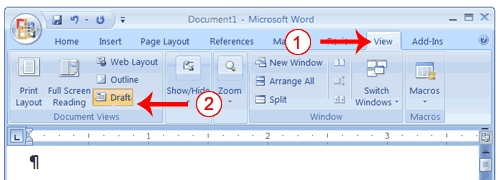 Document1 - Microsoft Word
Home Insert Page Layout References View Add-Ins
1
Print Layout
Full Screen Reading
Web Layout
Outline
Draft
2
Document Views
Show/Hide
Zoom
New Window
Arrange All
Split
Switch Windows
Window
Macros
Macros
L
1 2 3 4
¶